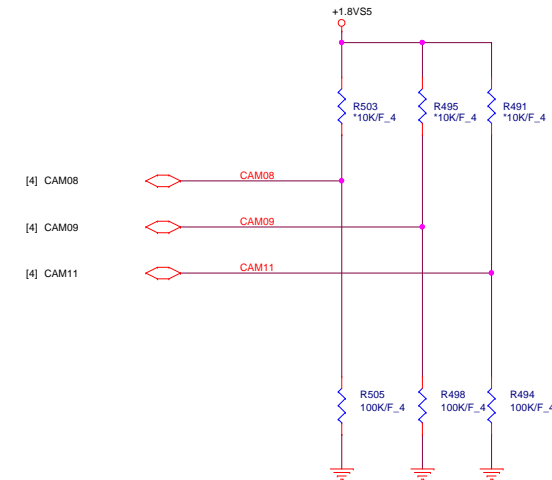 +1.8VS5
R503
*10K/F_4
R495
*10K/F_4
R491
*10K/F_4
[4] CAM08
CAM08
[4] CAM09
CAM09
[4] CAM11
CAM11
R505
100K/F_4
R498
100K/F_4
R494
100K/F_4